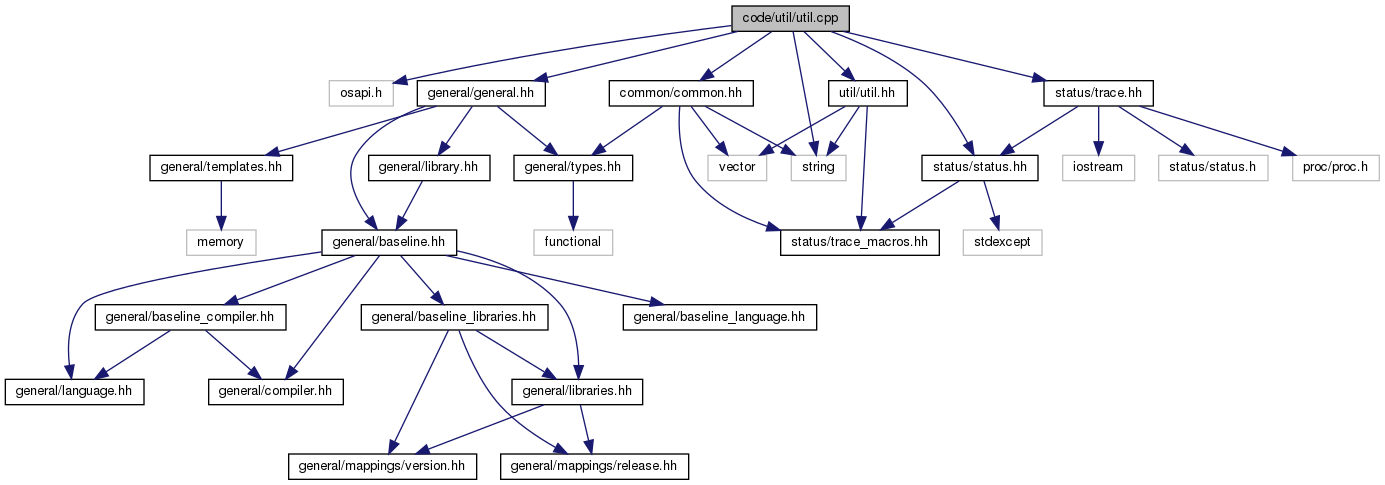 code/util/util.cpp
osapi.h
general/general.hh
common/common.hh
util/util.hh
status/trace.hh
general/templates.hh
general/library.hh
general/types.hh
vector
string
status/status.hh
iostream
status/status.h
proc/proc.h
memory
general/baseline.hh
functional
status/trace_macros.hh
stdexcept
general/baseline_compiler.hh
general/baseline_libraries.hh
general/baseline_language.hh
general/language.hh
general/compiler.hh
general/libraries.hh
general/mappings/version.hh
general/mappings/release.hh